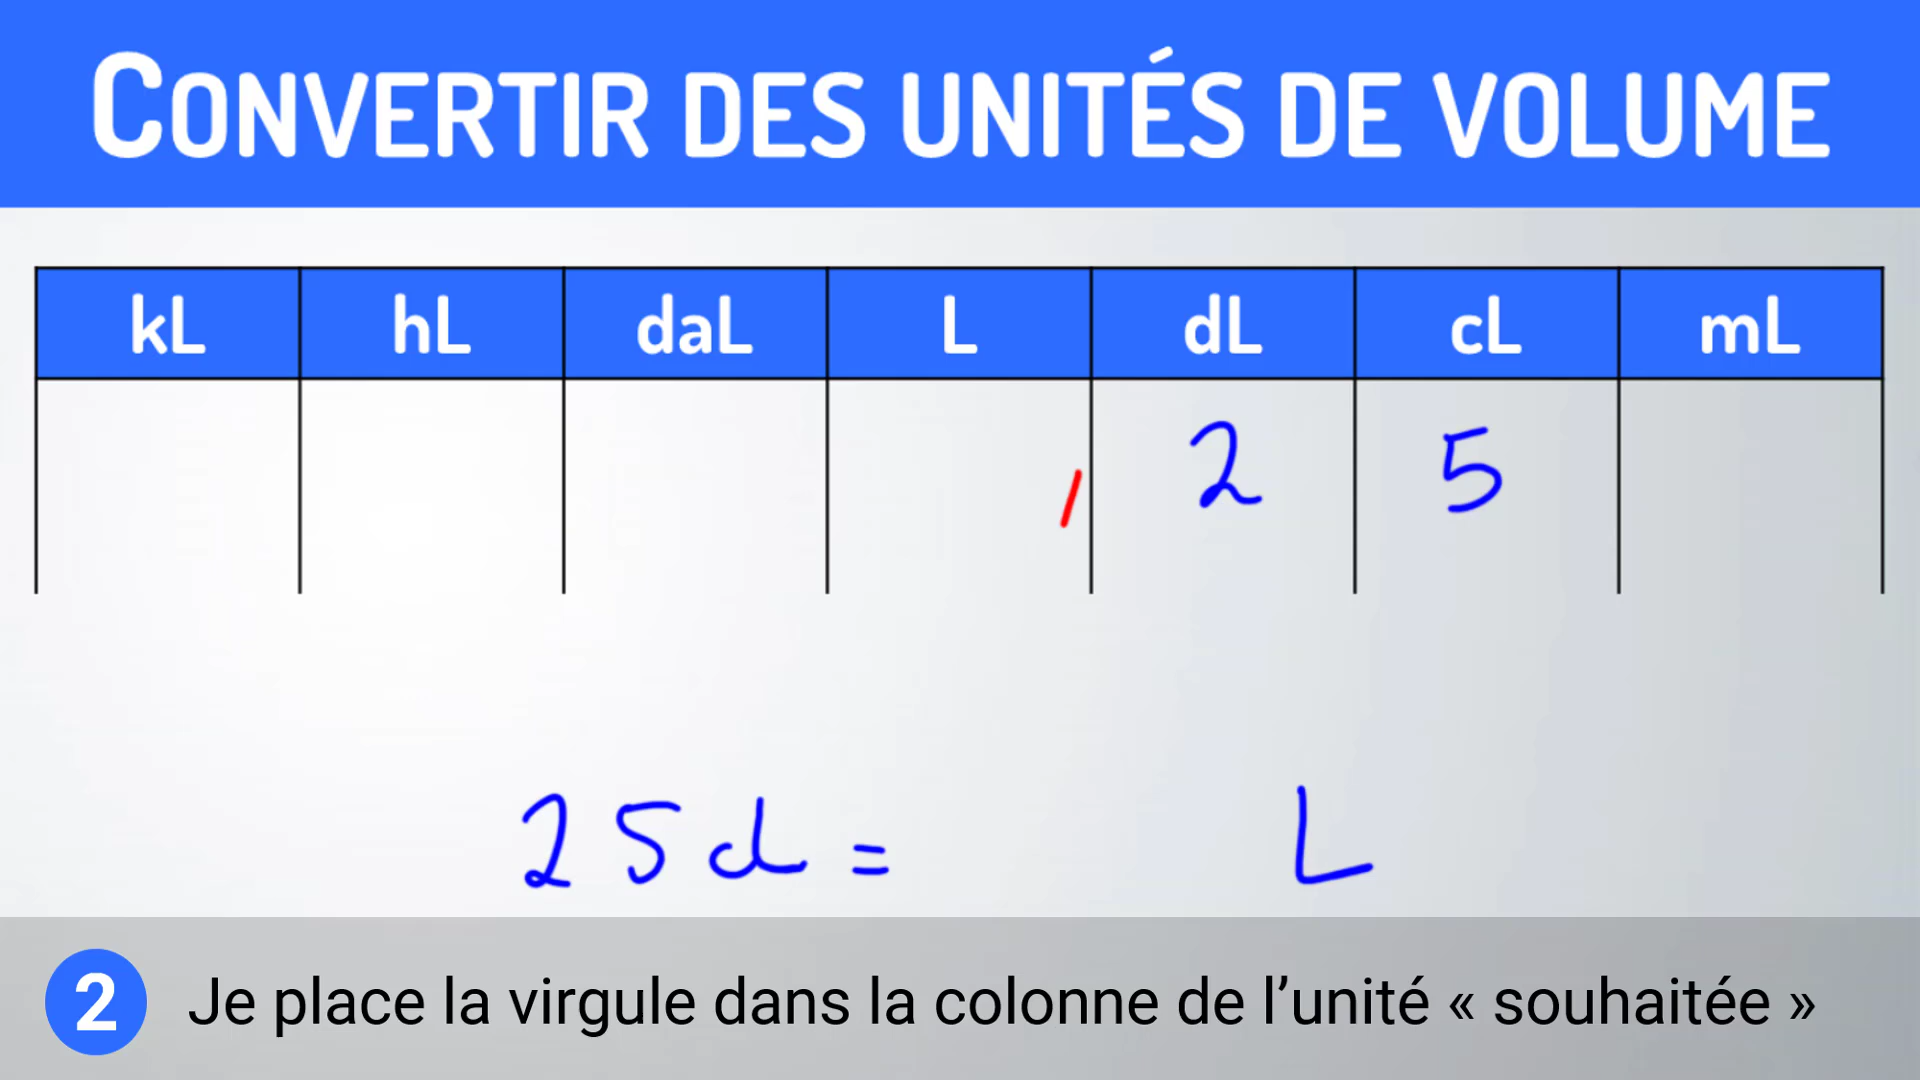 CONVERTIR DES UNITÉS DE VOLUME
kL hL daL L dL cL mL
, 2 5
25 cL = L
2 Je place la virgule dans la colonne de l’unité « souhaitée »